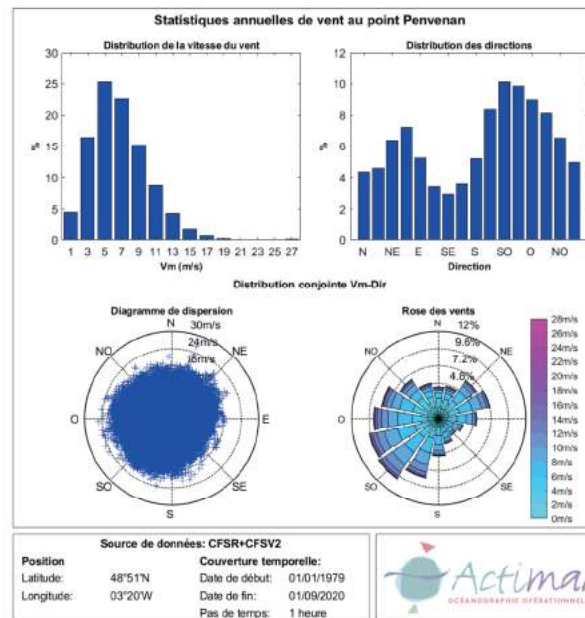 Statistiques annuelles de vent au point Penvenan
Distribution de la vitesse du vent
30
25
20
15
10
5
0
%
1 3 5 7 9 11 13 15 17 19 21 23 25 27
Vm (m/s)
Distribution des directions
12
10
8
6
4
2
0
%
N NE E SE S SO O NO
Direction
Distribution conjointe Vm-Dir
Diagramme de dispersion
N
30m/s
24m/s
NO
NE
O
E
SO
SE
S
Rose des vents
N
12%
9.6%
7.2%
NO
NE
O
SO
SE
S
28m/s
26m/s
24m/s
22m/s
20m/s
18m/s
16m/s
14m/s
12m/s
10m/s
8m/s
6m/s
4m/s
2m/s
0m/s
Source de données: CFSR+CFSV2
Position
Latitude: 48°51'N
Longitude: 03°20'W
Couverture temporelle:
Date de début: 01/01/1979
Date de fin: 01/09/2020
Pas de temps: 1 heure